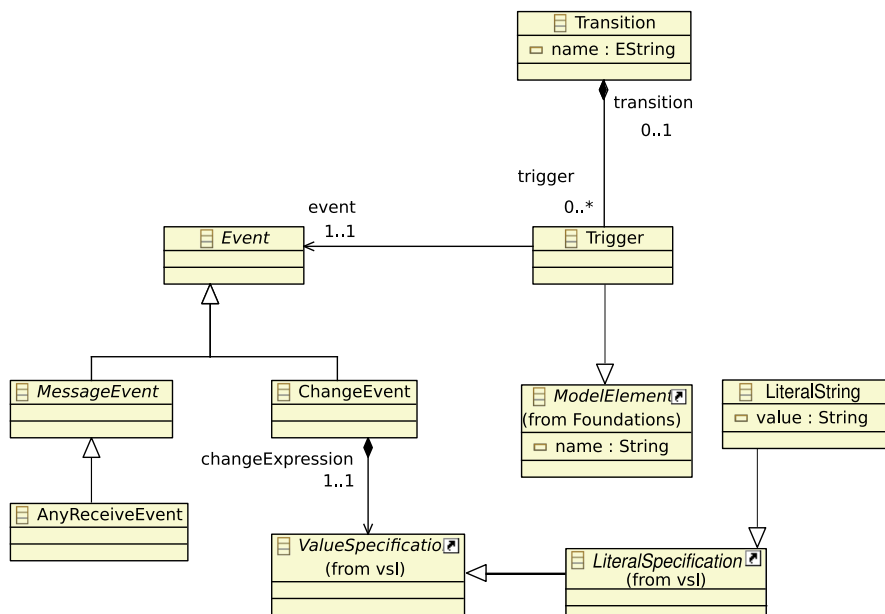 Transition
name : EString
transition
0..1
trigger
0..*
event
1..1
Event
Trigger
MessageEvent
ChangeEvent
ModelElement
(from Foundations)
name : String
LiteralString
value : String
changeExpression
1..1
AnyReceiveEvent
ValueSpecificatio
(from vsl)
LiteralSpecification
(from vsl)